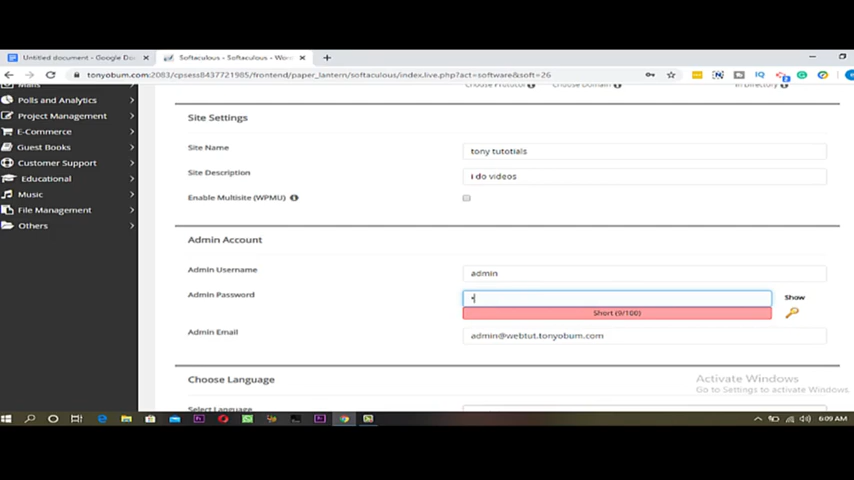 Untitled document - Google Do
Softaculous - Softaculous - Wor
tonyobum.com:2083/cpsess8437721985/frontend/paper_lantern/softaculous/index.live.php?act=software&soft=26
Mails
Choose Protocol
Choose Domain
In Directory
Polls and Analytics
Project Management
E-Commerce
Guest Books
Customer Support
Educational
Music
File Management
Others
Site Settings
Site Name
tony tutotials
Site Description
i do videos
Enable Multisite (WPMU)
Admin Account
Admin Username
admin
Admin Password
Show
Short (9/100)
Admin Email
admin@webtut.tonyobum.com
Choose Language
Select Language
Activate Windows
Go to Settings to activate Windows.
6:09 AM